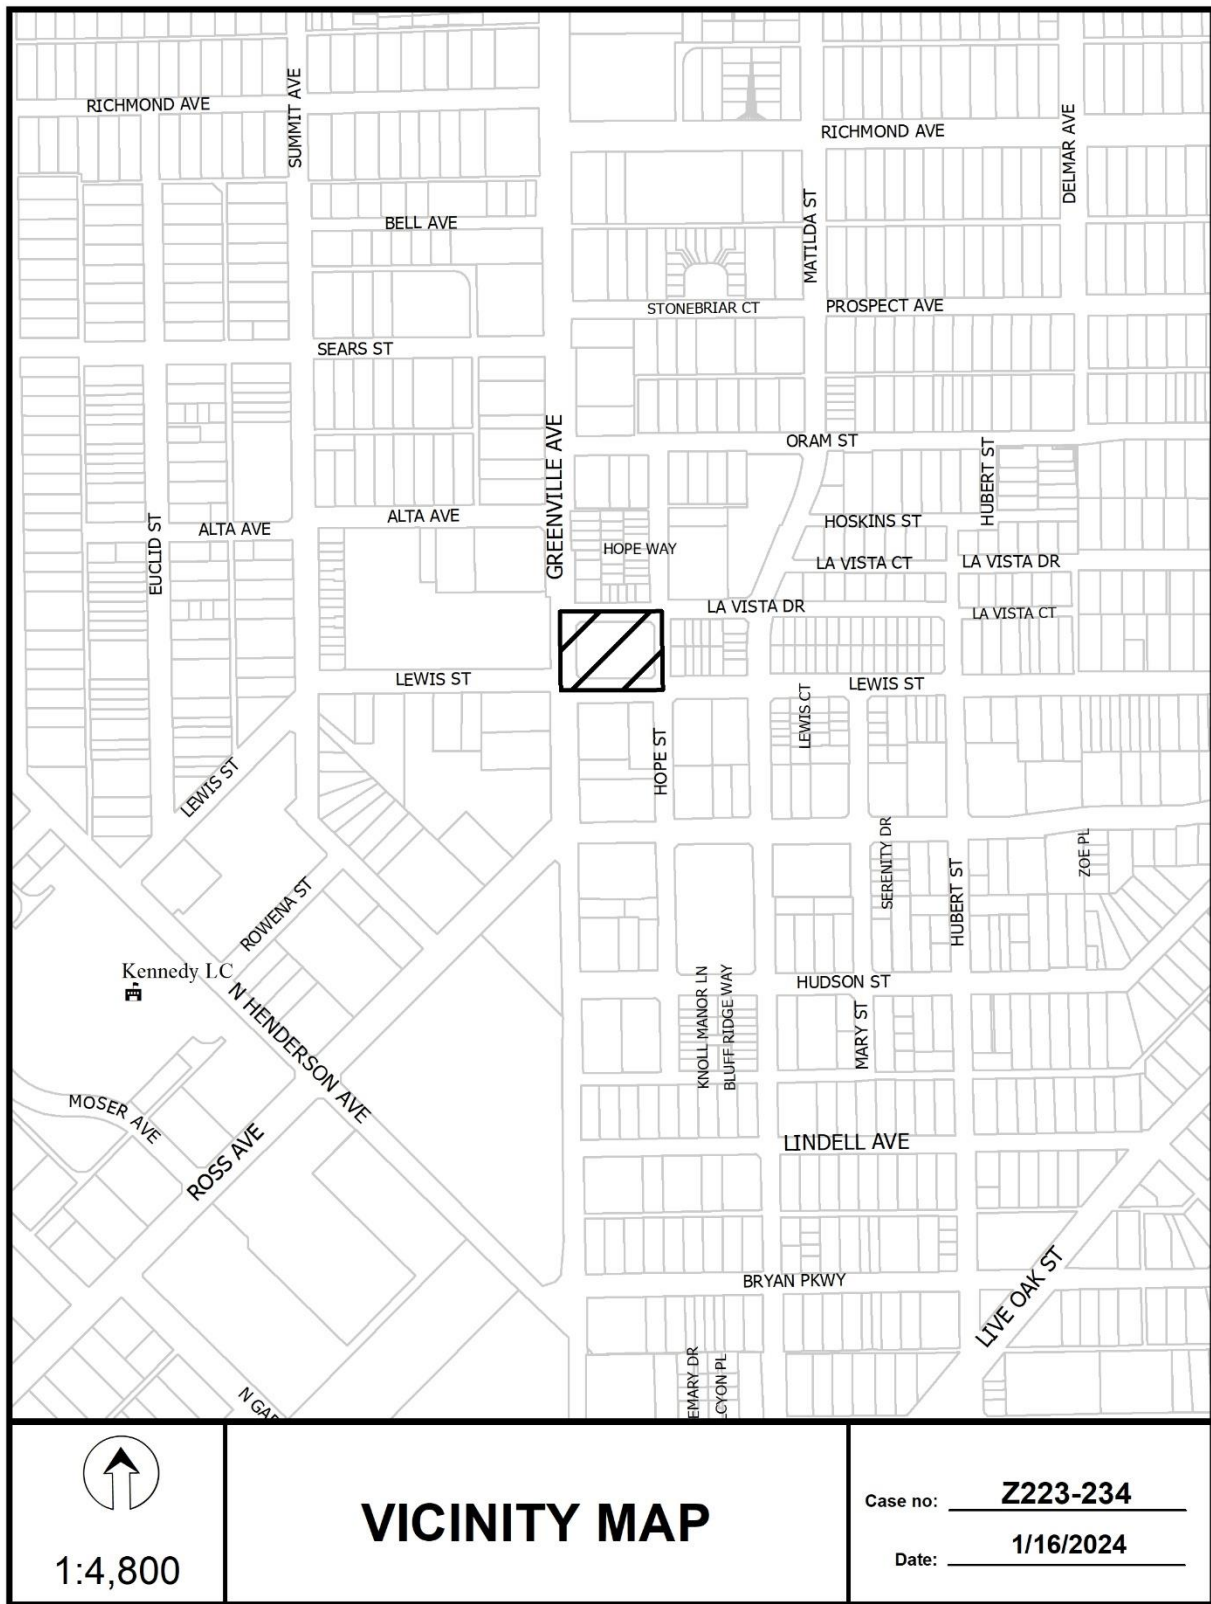 RICHMOND AVE
SUMMIT AVE
RICHMOND AVE
DELMAR AVE
BELL AVE
MATILDA ST
STONEBRIAR CT
PROSPECT AVE
SEARS ST
GREENVILLE AVE
ORAM ST
HUBERT ST
EUCLID ST
ALTA AVE
ALTA AVE
HOSKINS ST
HOPE WAY
LA VISTA CT
LA VISTA DR
LA VISTA DR
LA VISTA CT
LEWIS ST
LEWIS ST
LEWIS CT
HOPE ST
LEWIS ST
SERENITY DR
ZOE PL
HUBERT ST
ROWENA ST
Kennedy LC
N HENDERSON AVE
HUDSON ST
KNOLL MANOR LN
BLUFF RIDGE WAY
MARY ST
MOSER AVE
ROSS AVE
LINDELL AVE
BRYAN PKWY
LIVE OAK ST
EMARY DR
LCYON PL
N GAR
1:4,800
VICINITY MAP
Case no: Z223-234
Date: 1/16/2024